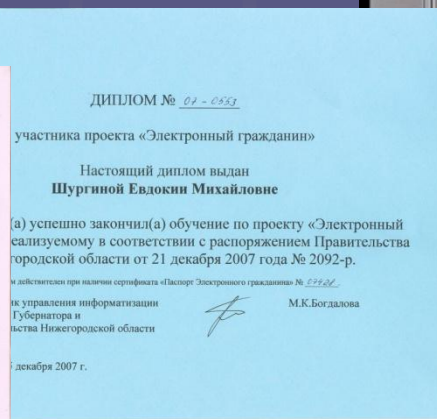 ДИПЛОМ № 07 - 0553
участника проекта «Электронный гражданин»
Настоящий диплом выдан
Шургиной Евдокии Михайловне
(а) успешно закончил(а) обучение по проекту «Электронный
еализуемому в соответствии с распоряжением Правительства
городской области от 21 декабря 2007 года № 2092-р.
м действителен при наличии сертификата «Паспорт Электронного гражданина» №
ик управления информатизации
Губернатора и
ьства Нижегородской области
М.К.Богдалова
декабря 2007 г.